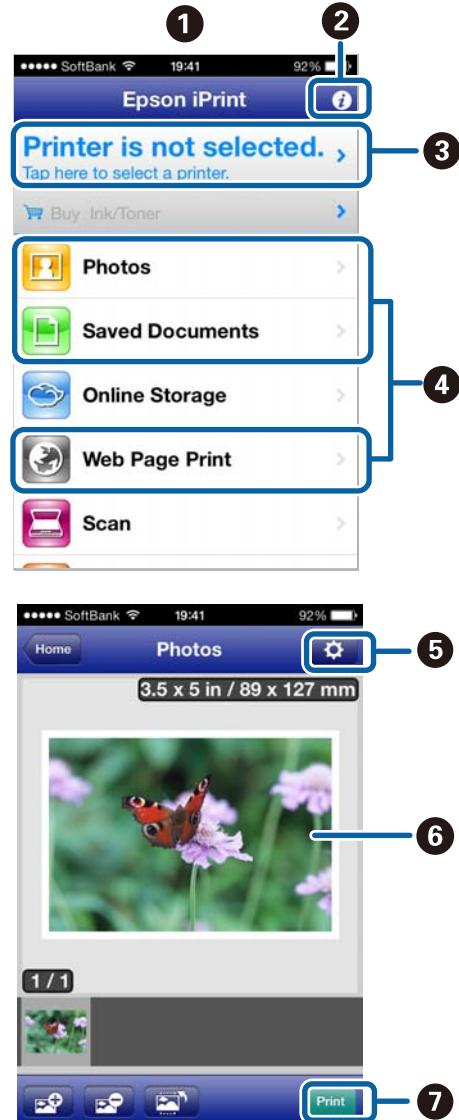 1
2
●●●●● SoftBank 19:41 92%
Epson iPrint
i
Printer is not selected.
3
Tap here to select a printer.
Buy Ink/Toner
Photos
Saved Documents
4
Online Storage
Web Page Print
Scan
●●●●● SoftBank 19:41 92%
Home Photos
5
3.5 x 5 in / 89 x 127 mm
6
1/1
Print
7